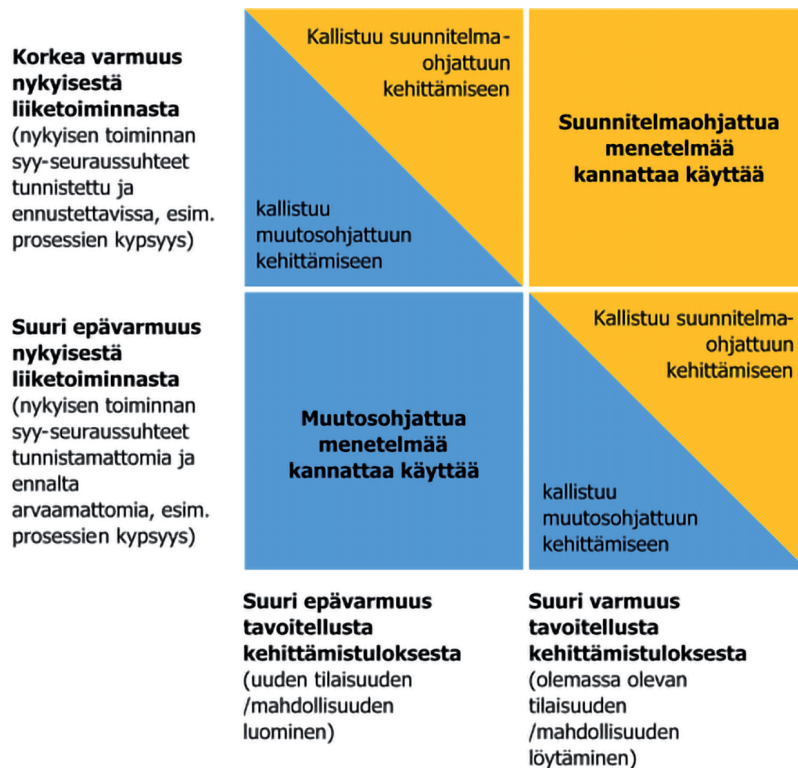 Korkea varmuus
nykyisestä
liiketoiminnasta
(nykyisen toiminnan
syy-seuraussuhteet
tunnistettu ja
ennustettavissa, esim.
prosessien kypsyys)
Kallistuu suunnitelma-
ohjattuun
kehittämiseen
kallistuu
muutosohjattuun
kehittämiseen
Suunnitelmaohjattua
menetelmää
kannattaa käyttää
Suuri epävarmuus
nykyisestä
liiketoiminnasta
(nykyisen toiminnan
syy-seuraussuhteet
tunnistamattomia ja
ennalta
arvaamattomia, esim.
prosessien kypsyys)
Muutosohjattua
menetelmää
kannattaa käyttää
Kallistuu suunnitelma-
ohjattuun
kehittämiseen
kallistuu
muutosohjattuun
kehittämiseen
Suuri epävarmuus
tavoitellusta
kehittämistuloksesta
(uuden tilaisuuden
/mahdollisuuden
luominen)
Suuri varmuus
tavoitellusta
kehittämistuloksesta
(olemassa olevan
tilaisuuden
/mahdollisuuden
löytäminen)